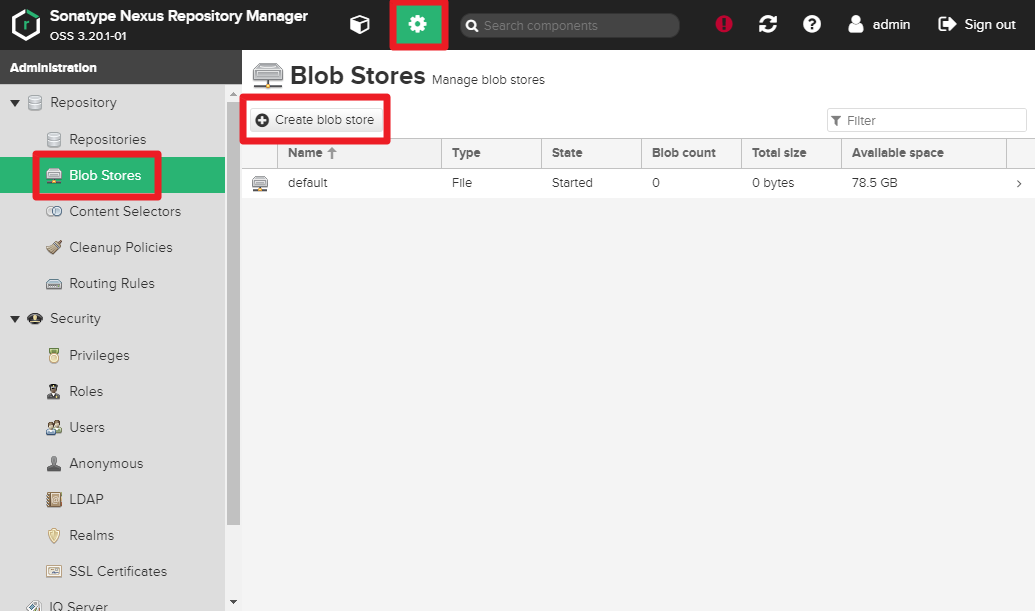 Sonatype Nexus Repository Manager
OSS 3.20.1-01
Search components
admin
Sign out
Administration
Repository
Repositories
Blob Stores
Content Selectors
Cleanup Policies
Routing Rules
Security
Privileges
Roles
Users
Anonymous
LDAP
Realms
SSL Certificates
IQ Server
Blob Stores Manage blob stores
Create blob store
Filter
Name Type State Blob count Total size Available space
default File Started 0 0 bytes 78.5 GB